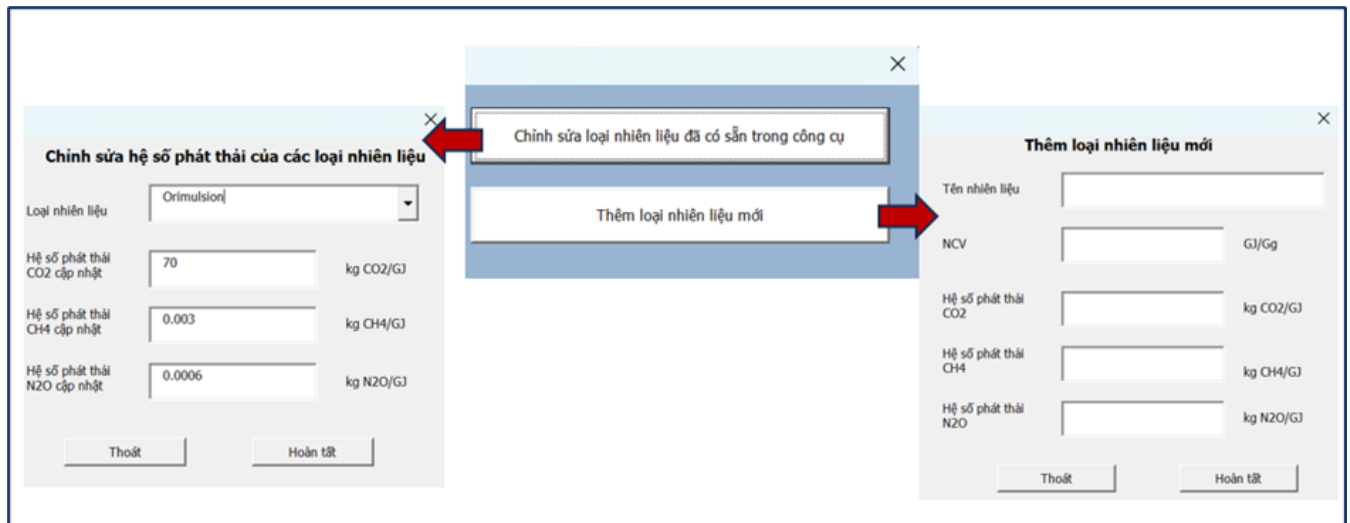 Chỉnh sửa hệ số phát thải của các loại nhiên liệu
Loại nhiên liệu
Orimulsion
Hệ số phát thải
CO2 cập nhật
70
kg CO2/GJ
Hệ số phát thải
CH4 cập nhật
0.003
kg CH4/GJ
Hệ số phát thải
N2O cập nhật
0.0006
kg N2O/GJ
Thoát
Hoàn tất
Chỉnh sửa loại nhiên liệu đã có sẵn trong công cụ
Thêm loại nhiên liệu mới
Thêm loại nhiên liệu mới
Tên nhiên liệu
NCV
GJ/Gg
Hệ số phát thải
CO2
kg CO2/GJ
Hệ số phát thải
CH4
kg CH4/GJ
Hệ số phát thải
N2O
kg N2O/GJ
Thoát
Hoàn tất